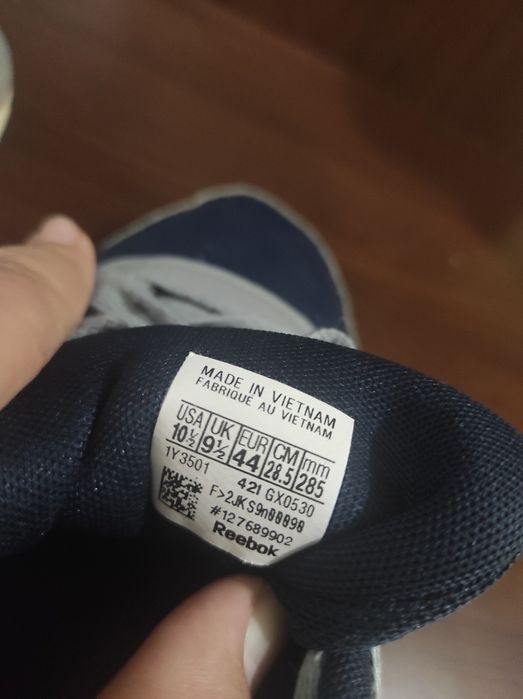 MADE IN VIETNAM
FABRIQUÉ AU VIETNAM
USA UK EUR CM mm
10½ 9½ 44 28.5 285
1Y3501 421 GX0530
#127689902
Reebok